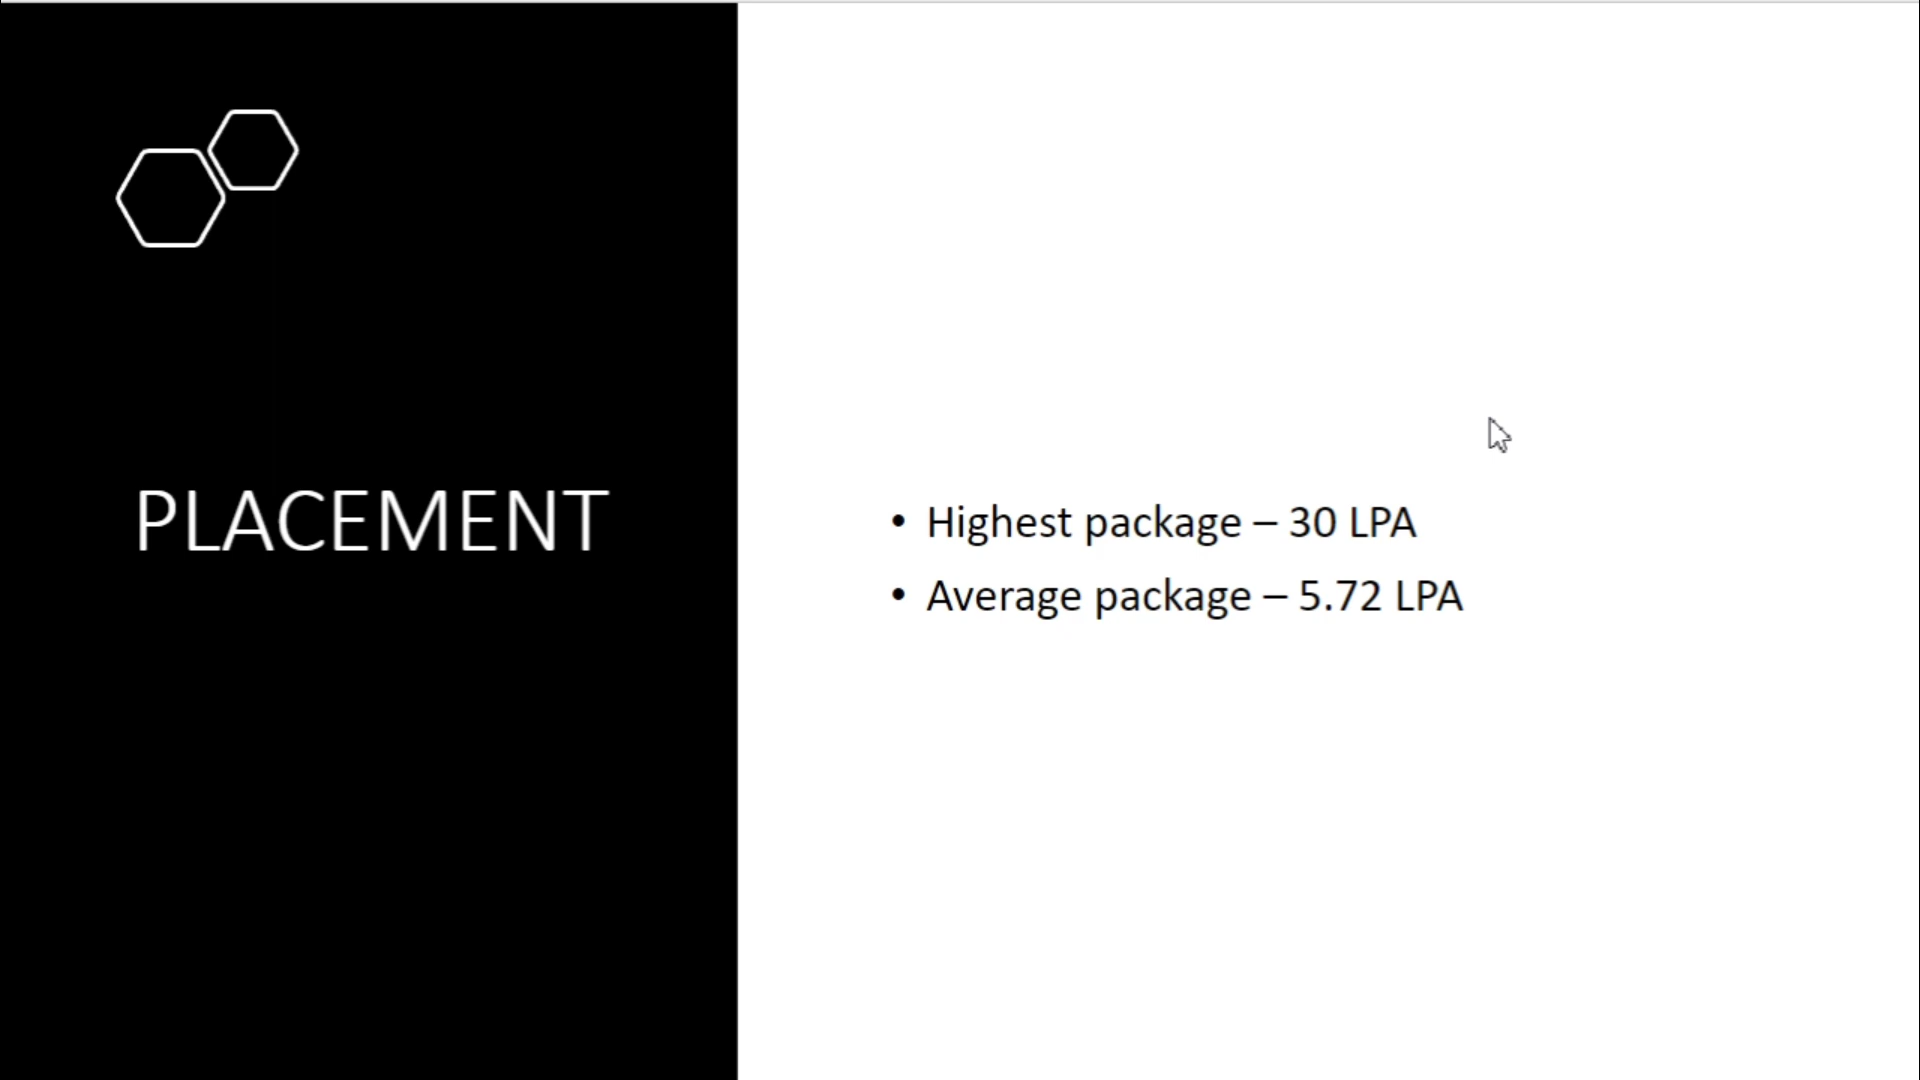 PLACEMENT
• Highest package – 30 LPA
• Average package – 5.72 LPA